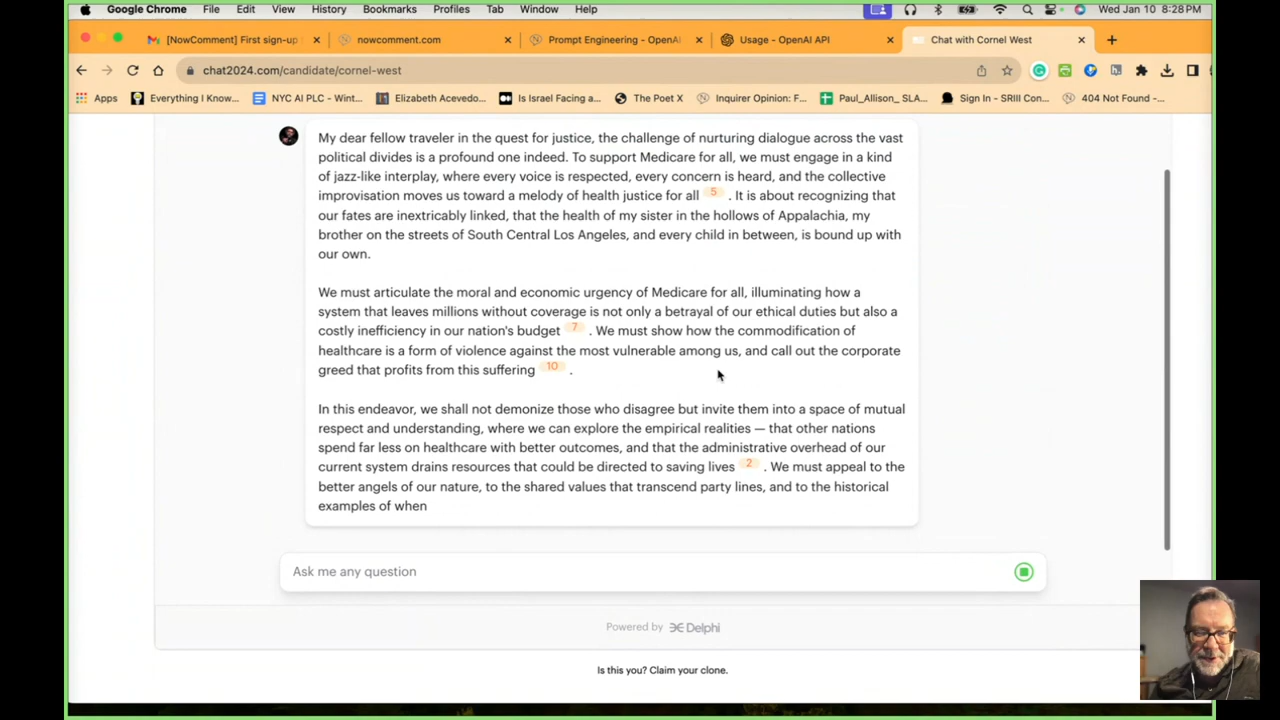 Google Chrome File Edit View History Bookmarks Profiles Tab Window Help Wed Jan 10 8:28 PM
[NowComment] First sign-up nowcomment.com Prompt Engineering - OpenAI Usage - OpenAI API Chat with Cornel West
chat2024.com/candidate/cornel-west
Apps Everything I Know... NYC AI PLC - Wint... Elizabeth Acevedo... Is Israel Facing a... The Poet X Inquirer Opinion: F... Paul_Allison_ SLA... Sign In - SRIII Con... 404 Not Found -...
My dear fellow traveler in the quest for justice, the challenge of nurturing dialogue across the vast
political divides is a profound one indeed. To support Medicare for all, we must engage in a kind
of jazz-like interplay, where every voice is respected, every concern is heard, and the collective
improvisation moves us toward a melody of health justice for all 5 . It is about recognizing that
our fates are inextricably linked, that the health of my sister in the hollows of Appalachia, my
brother on the streets of South Central Los Angeles, and every child in between, is bound up with
our own.
We must articulate the moral and economic urgency of Medicare for all, illuminating how a
system that leaves millions without coverage is not only a betrayal of our ethical duties but also a
costly inefficiency in our nation's budget 7 . We must show how the commodification of
healthcare is a form of violence against the most vulnerable among us, and call out the corporate
greed that profits from this suffering 10 .
In this endeavor, we shall not demonize those who disagree but invite them into a space of mutual
respect and understanding, where we can explore the empirical realities — that other nations
spend far less on healthcare with better outcomes, and that the administrative overhead of our
current system drains resources that could be directed to saving lives 2 . We must appeal to the
better angels of our nature, to the shared values that transcend party lines, and to the historical
examples of when
Ask me any question
Powered by Delphi
Is this you? Claim your clone.